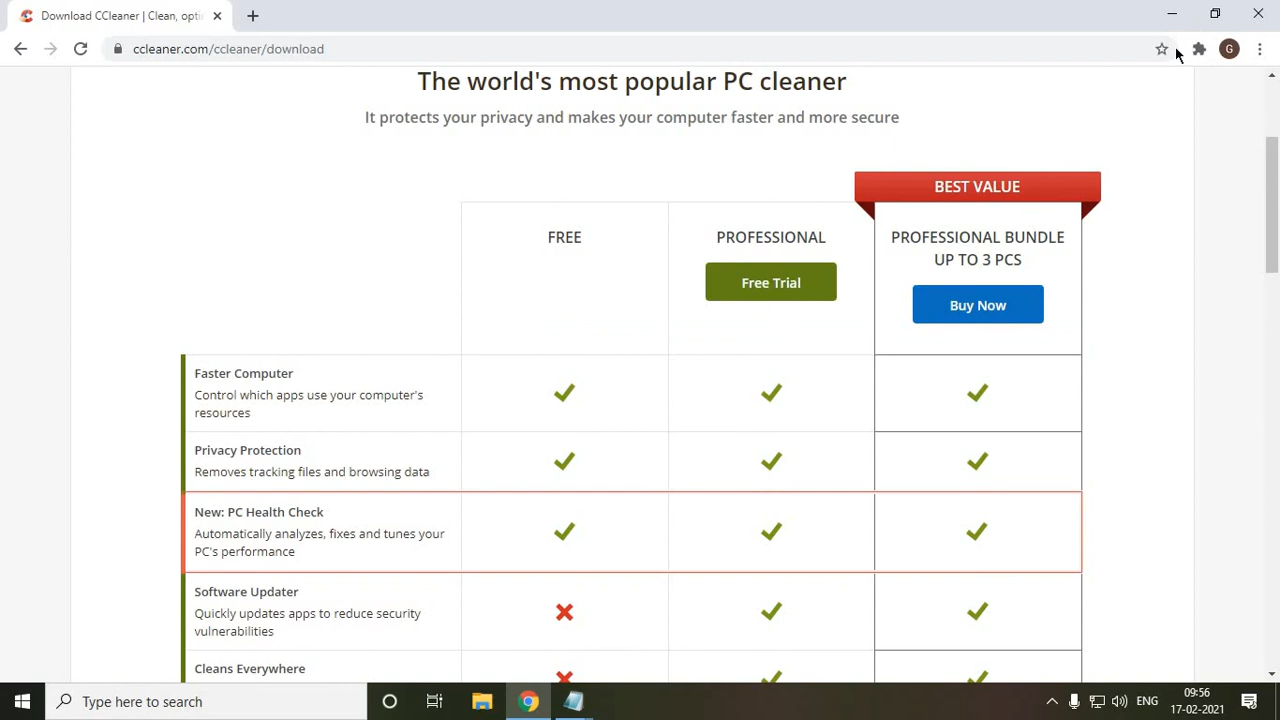 Download CCleaner | Clean, opti
ccleaner.com/ccleaner/download
G
The world's most popular PC cleaner
It protects your privacy and makes your computer faster and more secure
BEST VALUE
FREE
PROFESSIONAL
PROFESSIONAL BUNDLE
UP TO 3 PCS
Free Trial
Buy Now
Faster Computer
Control which apps use your computer's
resources
Privacy Protection
Removes tracking files and browsing data
New: PC Health Check
Automatically analyzes, fixes and tunes your
PC's performance
Software Updater
Quickly updates apps to reduce security
vulnerabilities
Cleans Everywhere
Type here to search
ENG
09:56
17-02-2021